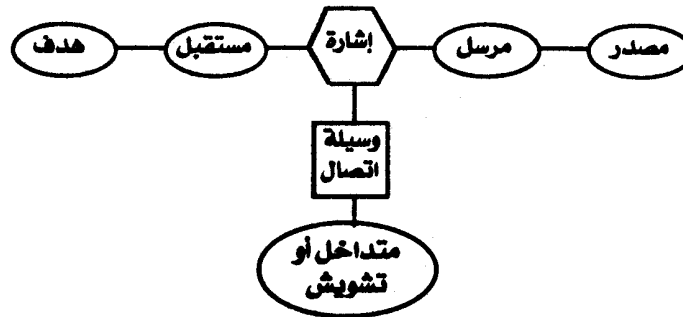 مصدر
مرسل
إشارة
مستقبل
هدف
وسيلة
اتصال
متداخل أو
تشويش